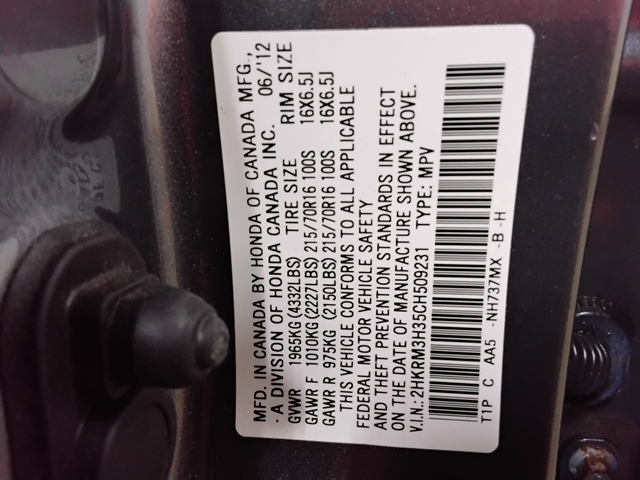 MFD. IN CANADA BY HONDA OF CANADA MFG.,
· A DIVISION OF HONDA CANADA INC. 06/'12
GVWR 1965KG(4332LBS) TIRE SIZE RIM SIZE
GAWR F 1010KG(2227LBS) 215/70R16 100S 16X6.5J
GAWR R 975KG (2150LBS) 215/70R16 100S 16X6.5J
THIS VEHICLE CONFORMS TO ALL APPLICABLE
FEDERAL MOTOR VEHICLE SAFETY
AND THEFT PREVENTION STANDARDS IN EFFECT
ON THE DATE OF MANUFACTURE SHOWN ABOVE.
V.I.N.: 2HKRM3H35CH509231 TYPE: MPV
T1P C AA5 -NH737MX -B -H